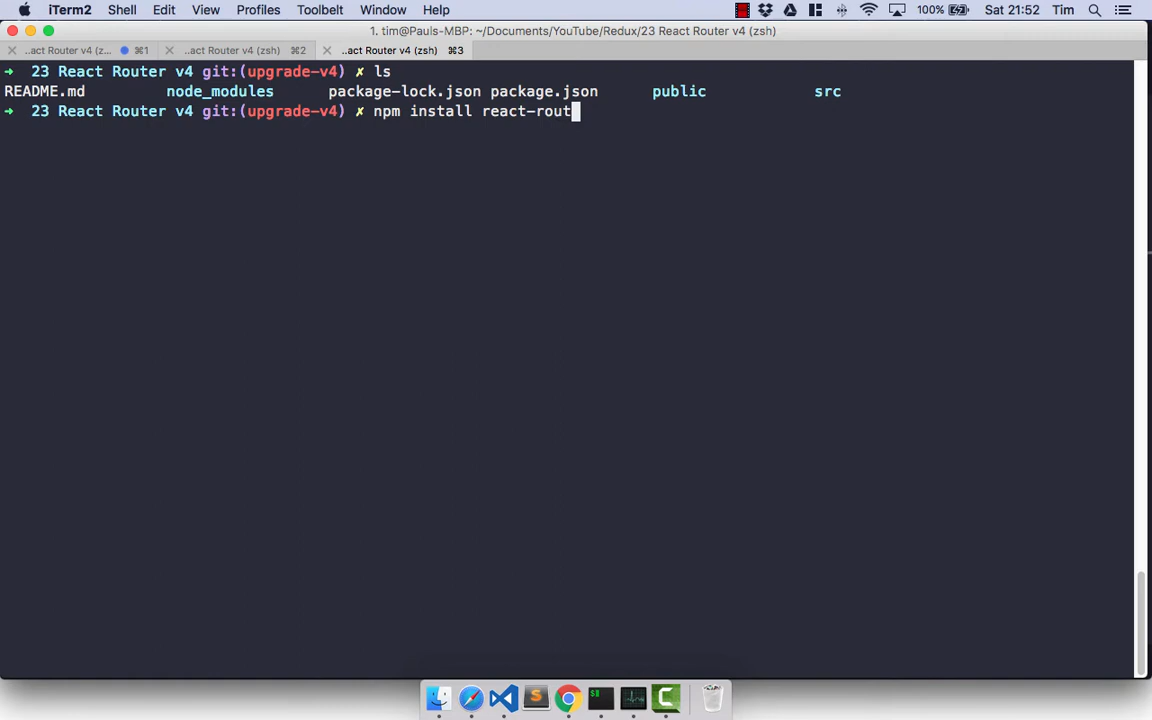 iTerm2 Shell Edit View Profiles Toolbelt Window Help 100% Sat 21:52 Tim
1. tim@Pauls-MBP: ~/Documents/YouTube/Redux/23 React Router v4 (zsh)
..act Router v4 (z... ⌘1 ..act Router v4 (zsh) ⌘2 ..act Router v4 (zsh) ⌘3
➜ 23 React Router v4 git:(upgrade-v4) ✗ ls
README.md node_modules package-lock.json package.json public src
➜ 23 React Router v4 git:(upgrade-v4) ✗ npm install react-rout